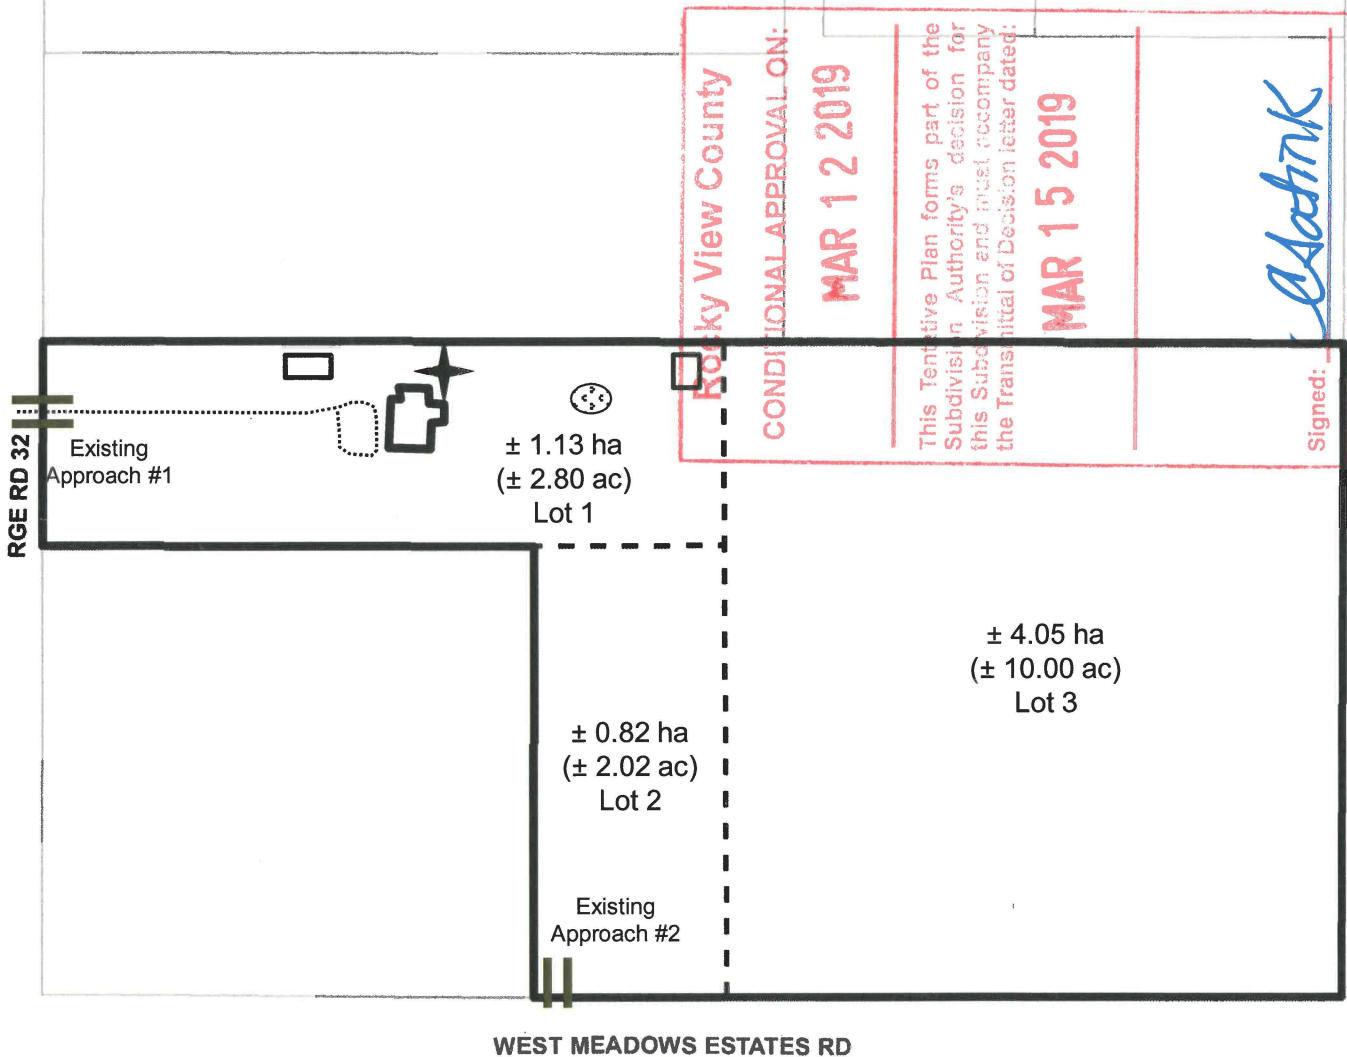 Rocky View County
CONDITIONAL APPROVAL ON:
MAR 12 2019
This Tentative Plan forms part of the
Subdivision Authority's decision for
this Subdivision and must accompany
the Transmittal of Decision letter dated:
MAR 15 2019
Signed:
RGE RD 32
Existing
Approach #1
± 1.13 ha
(± 2.80 ac)
Lot 1
± 4.05 ha
(± 10.00 ac)
Lot 3
± 0.82 ha
(± 2.02 ac)
Lot 2
Existing
Approach #2
WEST MEADOWS ESTATES RD